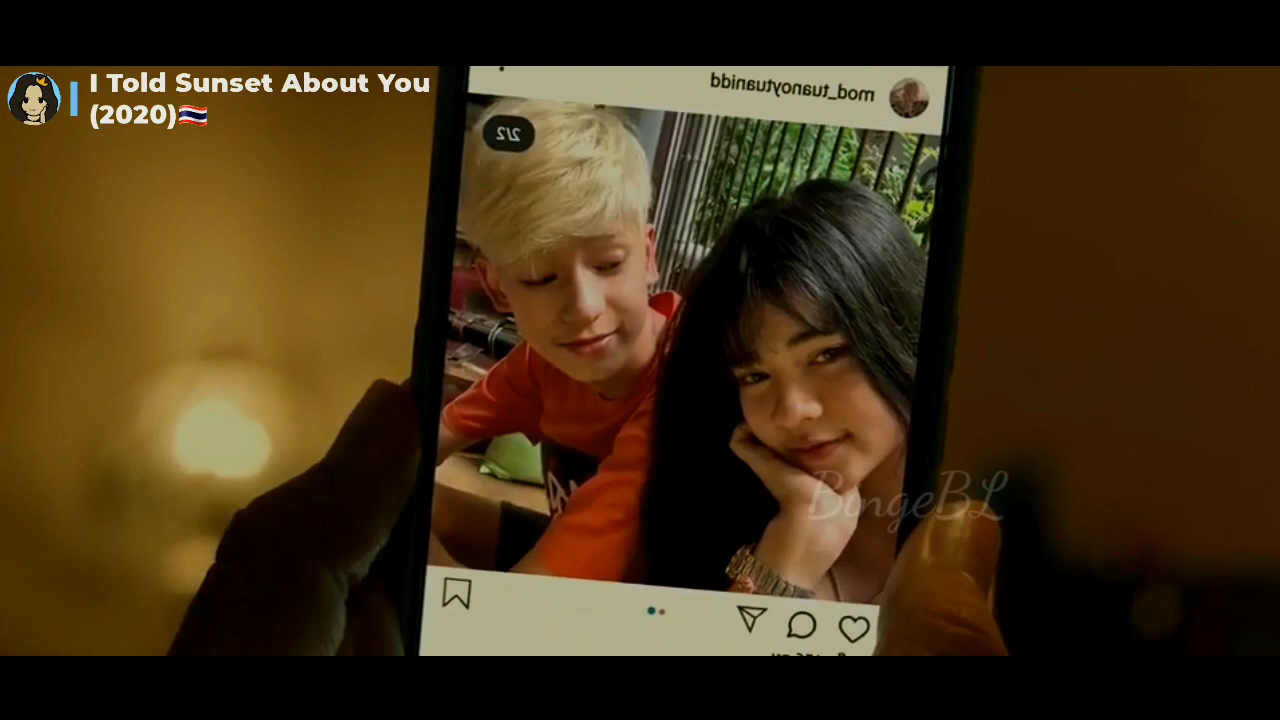 I Told Sunset About You
(2020)🇹🇭
mod_tuanoytuanidd
2/2
BingeBL